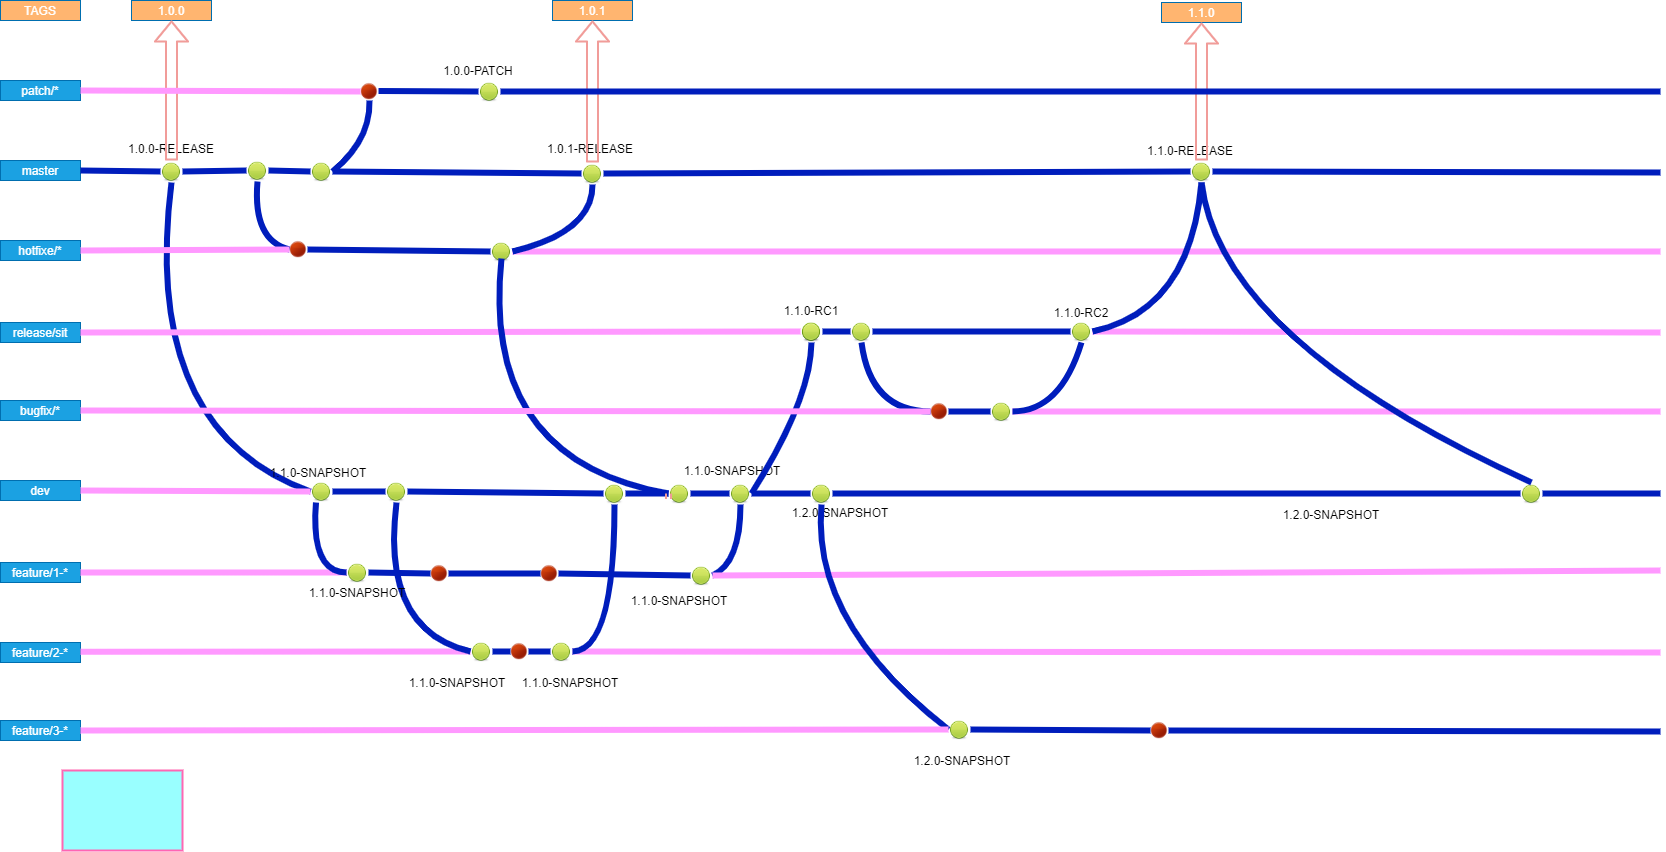 TAGS
1.0.0
1.0.1
1.1.0
1.0.0-PATCH
patch/*
1.0.0-RELEASE
1.0.1-RELEASE
1.1.0-RELEASE
master
hotfixe/*
1.1.0-RC1
1.1.0-RC2
release/sit
bugfix/*
1.1.0-SNAPSHOT
1.1.0-SNAPSHOT
dev
1.2.0-SNAPSHOT
1.2.0-SNAPSHOT
feature/1-*
1.1.0-SNAPSHOT
1.1.0-SNAPSHOT
feature/2-*
1.1.0-SNAPSHOT
1.1.0-SNAPSHOT
feature/3-*
1.2.0-SNAPSHOT